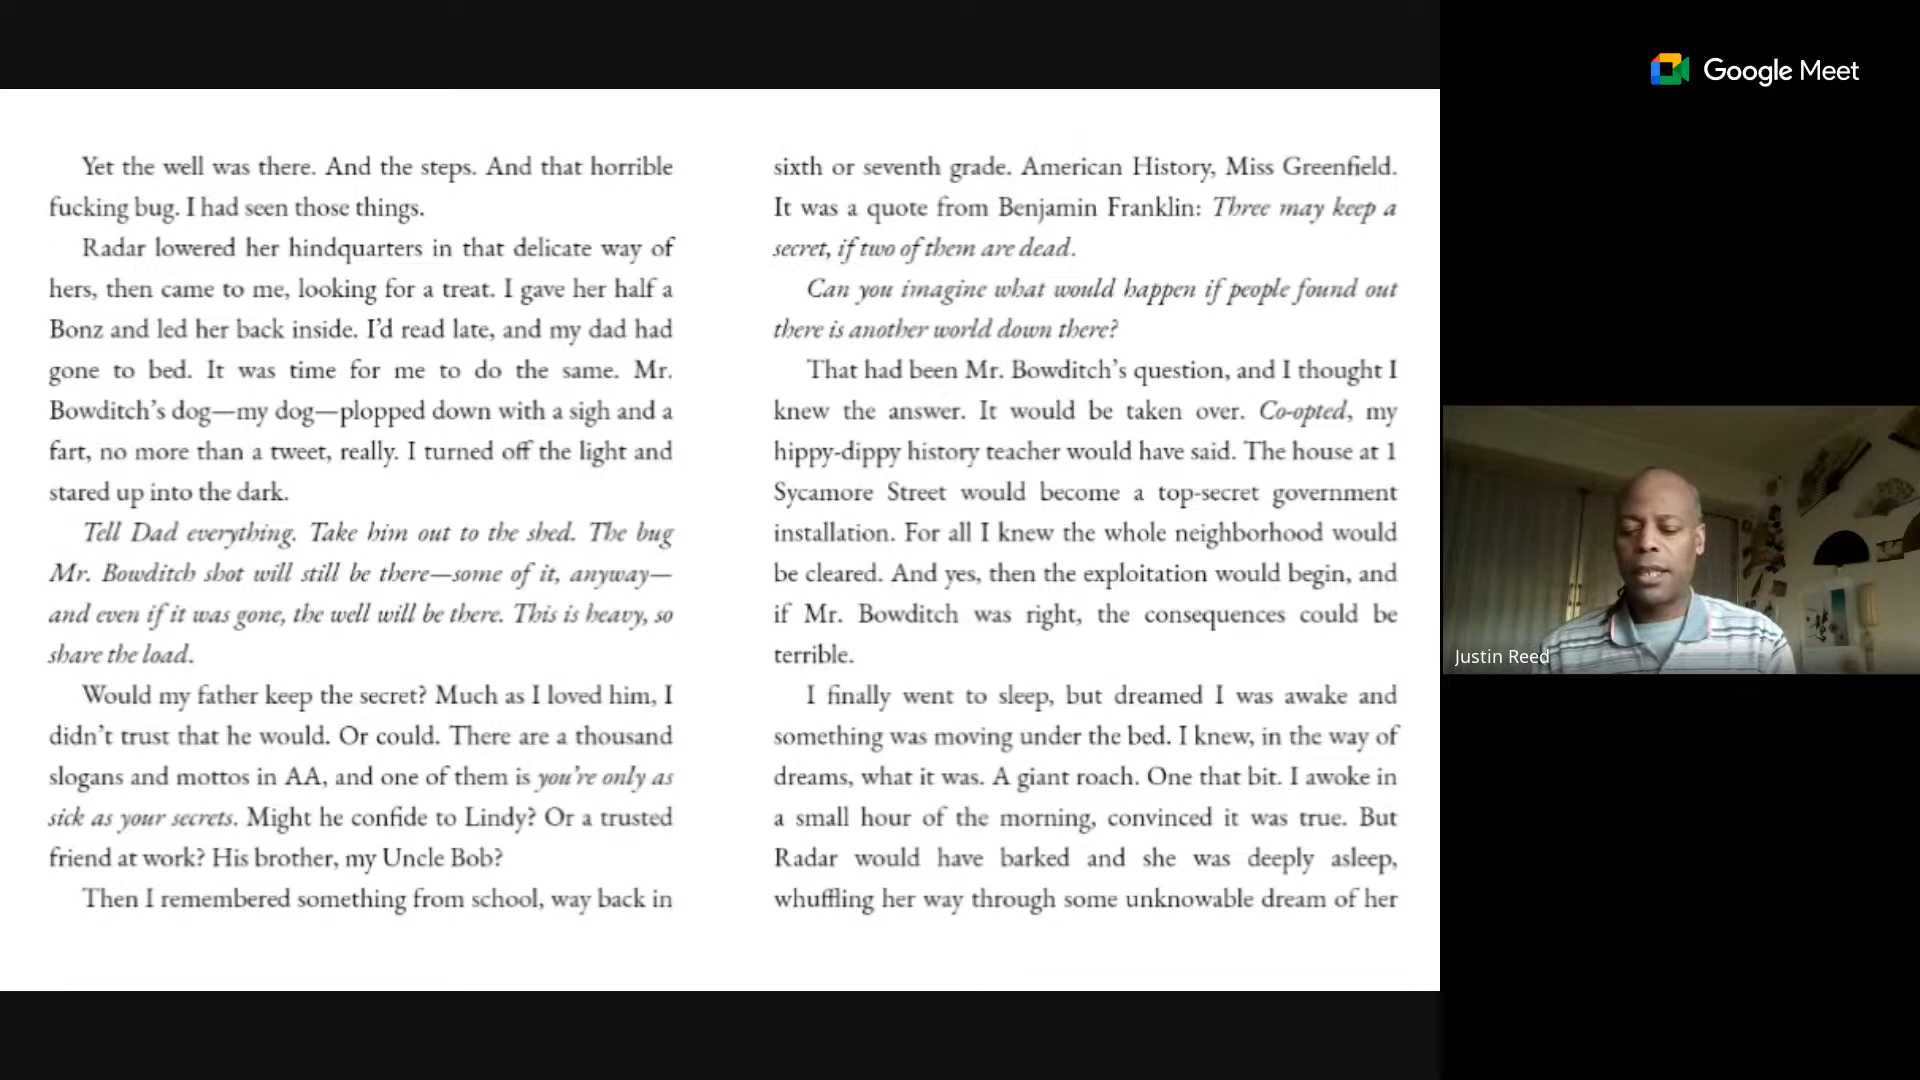 Yet the well was there. And the steps. And that horrible
fucking bug. I had seen those things.
Radar lowered her hindquarters in that delicate way of
hers, then came to me, looking for a treat. I gave her half a
Bonz and led her back inside. I’d read late, and my dad had
gone to bed. It was time for me to do the same. Mr.
Bowditch’s dog—my dog—plopped down with a sigh and a
fart, no more than a tweet, really. I turned off the light and
stared up into the dark.
Tell Dad everything. Take him out to the shed. The bug
Mr. Bowditch shot will still be there—some of it, anyway—
and even if it was gone, the well will be there. This is heavy, so
share the load.
Would my father keep the secret? Much as I loved him, I
didn’t trust that he would. Or could. There are a thousand
slogans and mottos in AA, and one of them is you’re only as
sick as your secrets. Might he confide to Lindy? Or a trusted
friend at work? His brother, my Uncle Bob?
Then I remembered something from school, way back in
sixth or seventh grade. American History, Miss Greenfield.
It was a quote from Benjamin Franklin: Three may keep a
secret, if two of them are dead.
Can you imagine what would happen if people found out
there is another world down there?
That had been Mr. Bowditch’s question, and I thought I
knew the answer. It would be taken over. Co-opted, my
hippy-dippy history teacher would have said. The house at 1
Sycamore Street would become a top-secret government
installation. For all I knew the whole neighborhood would
be cleared. And yes, then the exploitation would begin, and
if Mr. Bowditch was right, the consequences could be
terrible.
I finally went to sleep, but dreamed I was awake and
something was moving under the bed. I knew, in the way of
dreams, what it was. A giant roach. One that bit. I awoke in
a small hour of the morning, convinced it was true. But
Radar would have barked and she was deeply asleep,
whuffling her way through some unknowable dream of her
Google Meet
Justin Reed